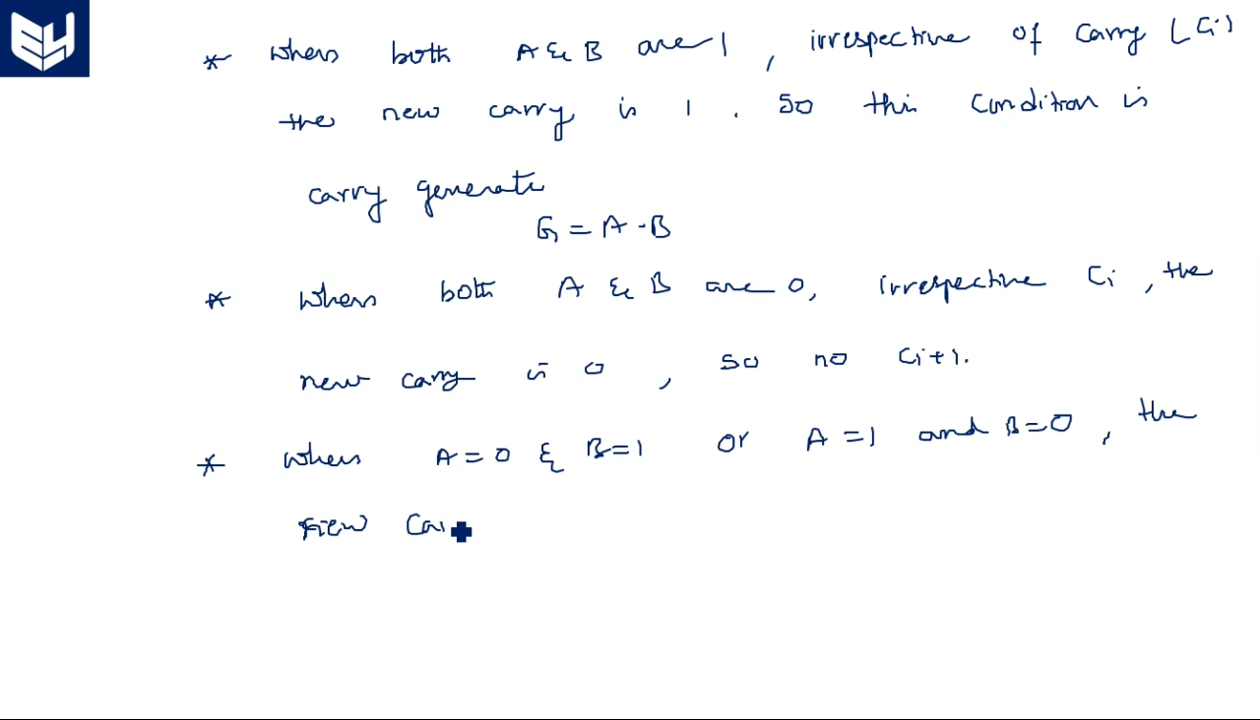 EY
* when both A & B are 1, irrespective of carry (Ci)
the new carry is 1. So this condition is
carry generate
G = A·B
* when both A & B are 0, irrespective Ci, the
new carry is 0, so no Ci+1.
* when A=0 & B=1 or A=1 and B=0, the
new Car